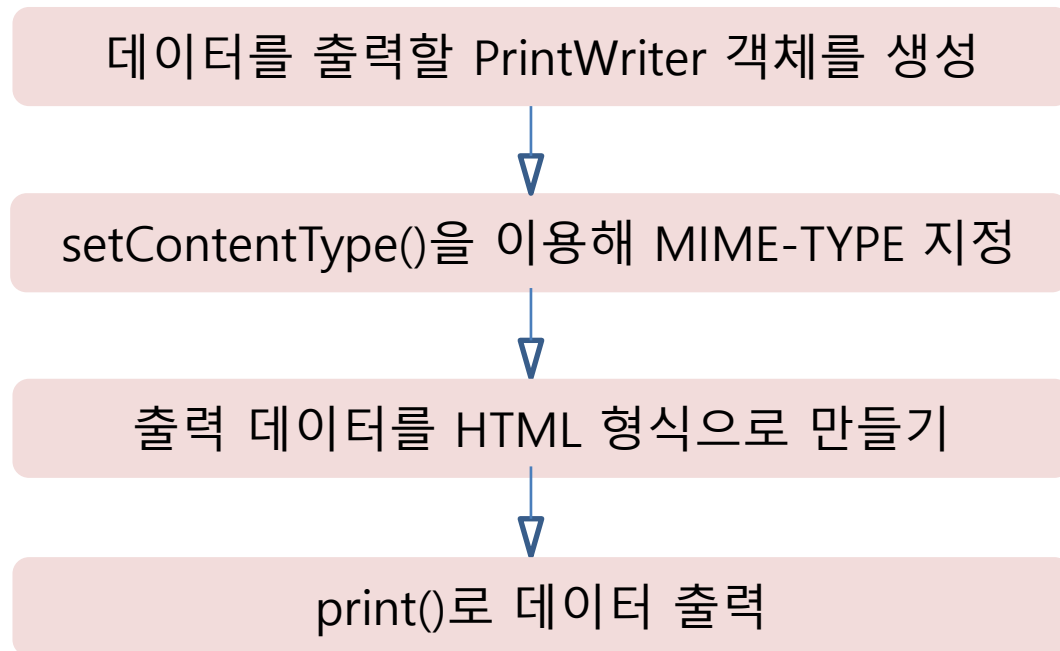 데이터를 출력할 PrintWriter 객체를 생성
setContentType()을 이용해 MIME-TYPE 지정
출력 데이터를 HTML 형식으로 만들기
print()로 데이터 출력